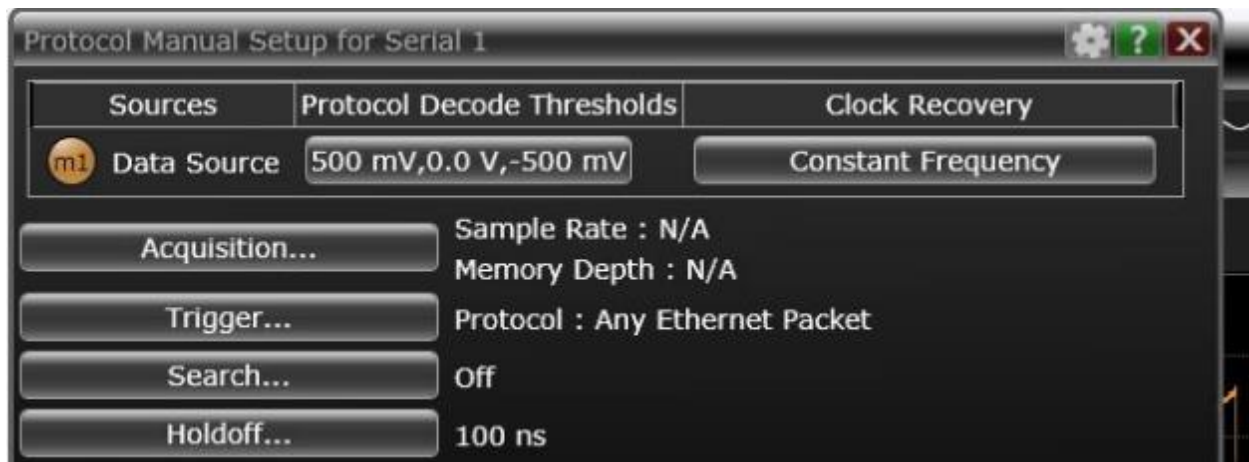 Protocol Manual Setup for Serial 1
?
X
Sources Protocol Decode Thresholds Clock Recovery
m1 Data Source 500 mV,0.0 V,-500 mV Constant Frequency
Acquisition... Sample Rate : N/A
Memory Depth : N/A
Trigger... Protocol : Any Ethernet Packet
Search... Off
Holdoff... 100 ns